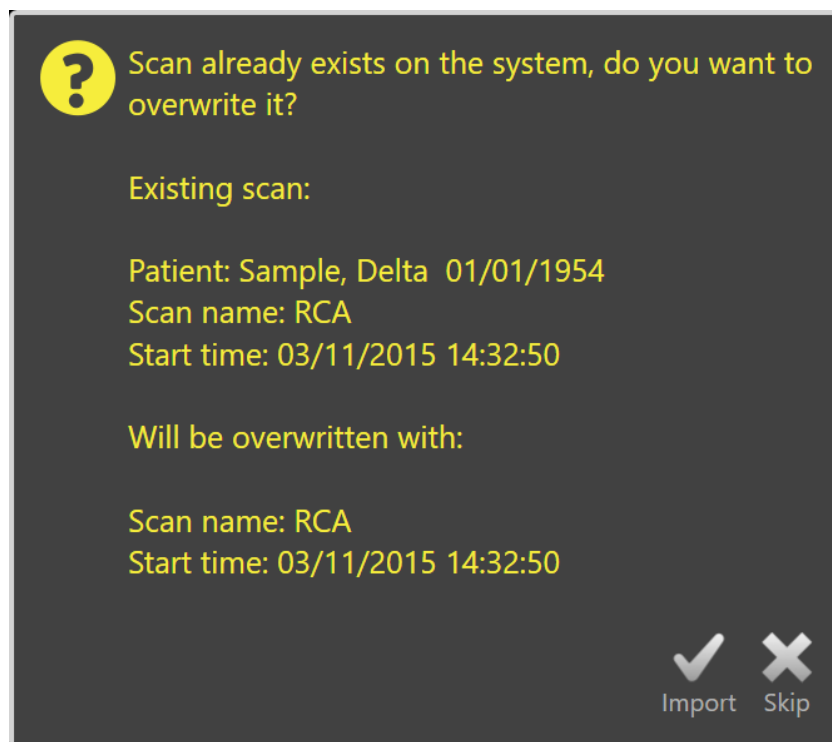 Scan already exists on the system, do you want to
overwrite it?
Existing scan:
Patient: Sample, Delta 01/01/1954
Scan name: RCA
Start time: 03/11/2015 14:32:50
Will be overwritten with:
Scan name: RCA
Start time: 03/11/2015 14:32:50
Import Skip